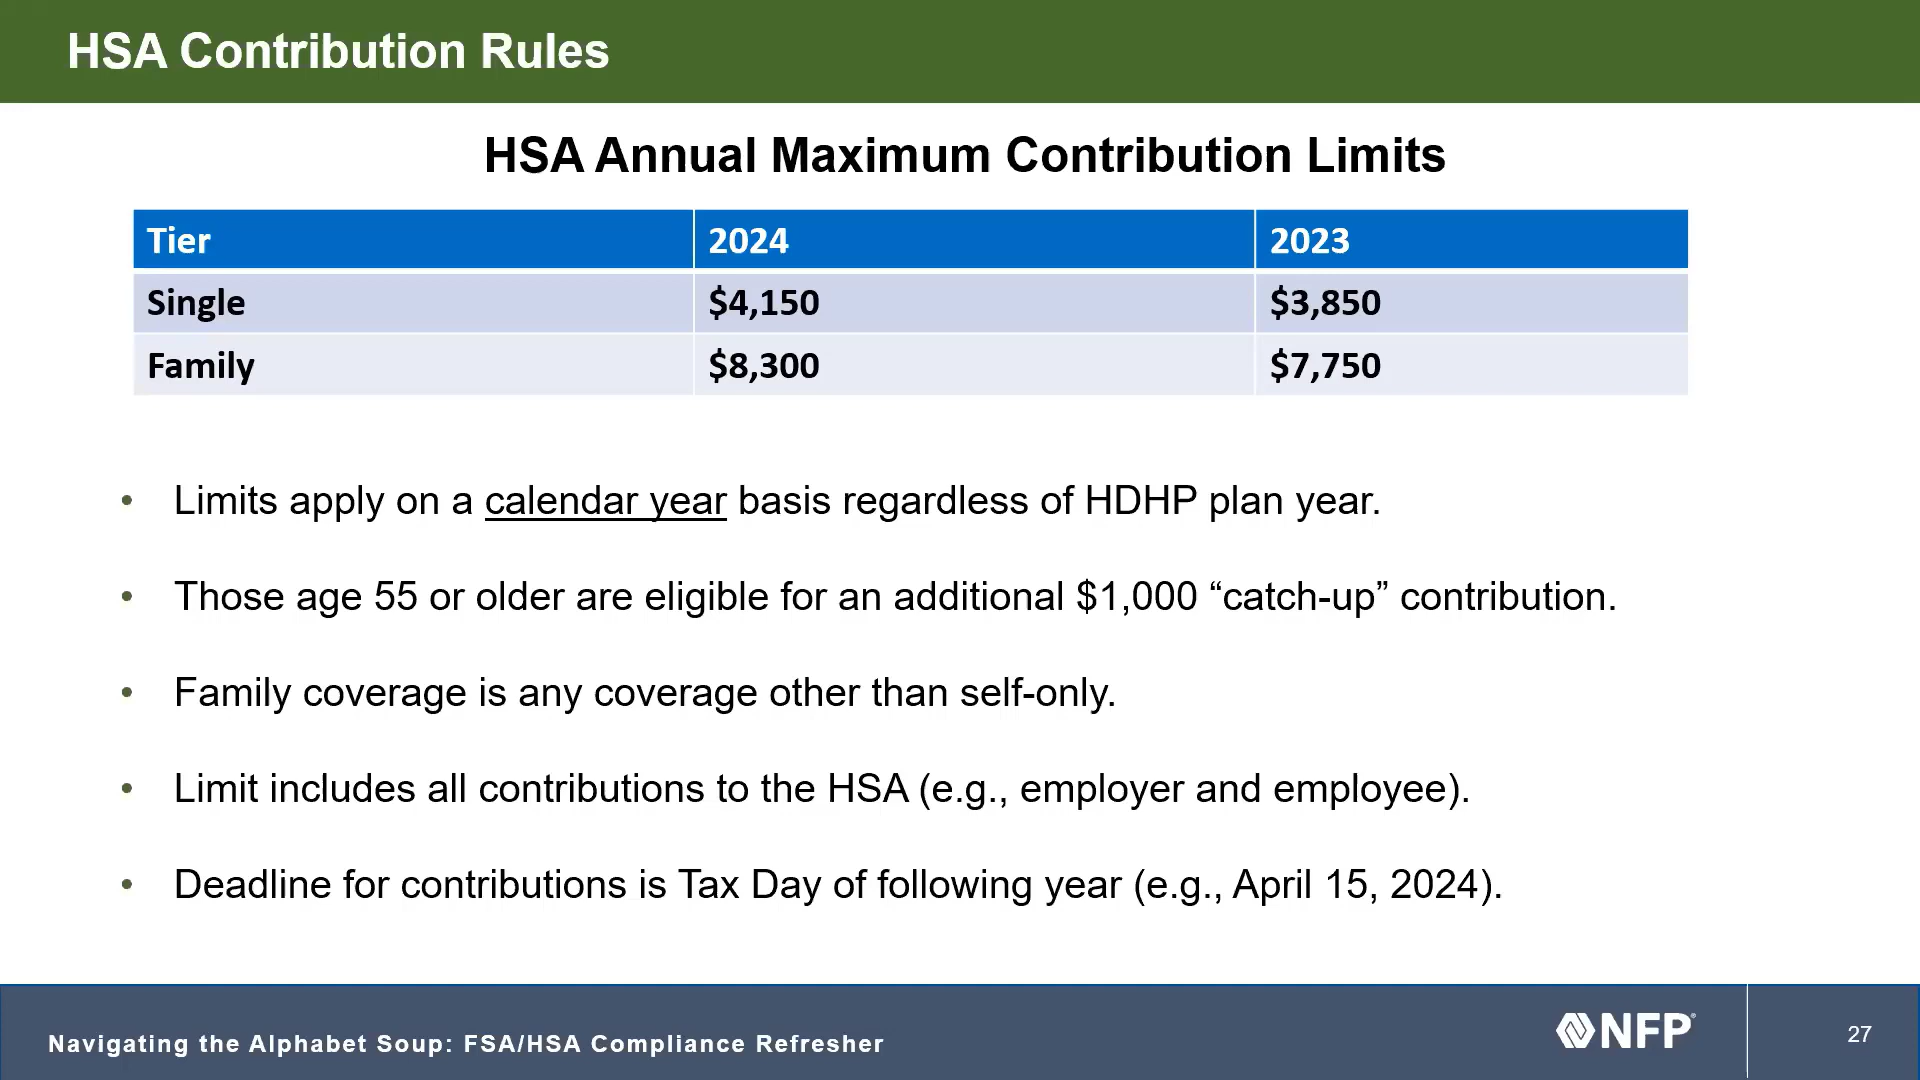 HSA Contribution Rules
HSA Annual Maximum Contribution Limits
Tier 2024 2023
Single $4,150 $3,850
Family $8,300 $7,750
• Limits apply on a calendar year basis regardless of HDHP plan year.
• Those age 55 or older are eligible for an additional $1,000 “catch-up” contribution.
• Family coverage is any coverage other than self-only.
• Limit includes all contributions to the HSA (e.g., employer and employee).
• Deadline for contributions is Tax Day of following year (e.g., April 15, 2024).
Navigating the Alphabet Soup: FSA/HSA Compliance Refresher
NFP®
27